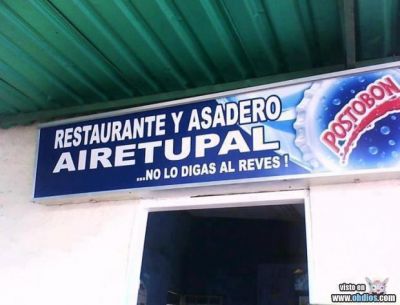 RESTAURANTE Y ASADERO
AIRETUPAL
...NO LO DIGAS AL REVES !
POSTOBON
visto en
www.ohdios.com